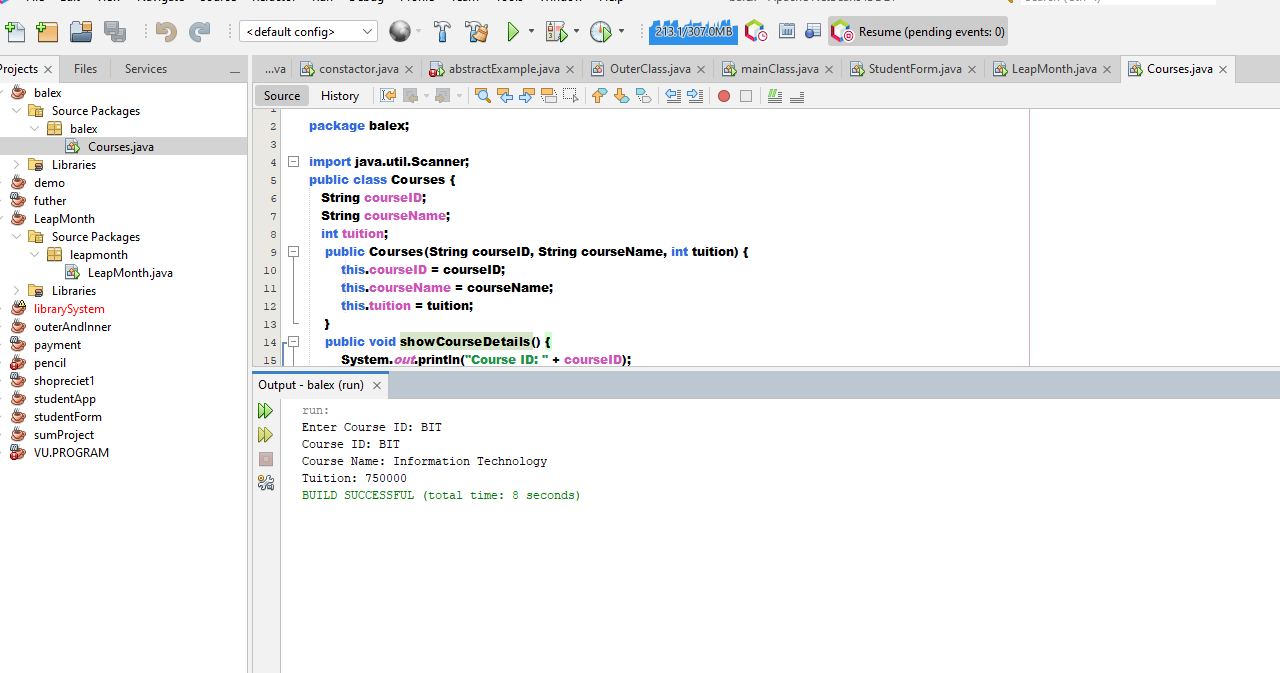 <default config>
213.1/307.0MB
Resume (pending events: 0)
Projects
Files
Services
...va
constactor.java
abstractExample.java
OuterClass.java
mainClass.java
StudentForm.java
LeapMonth.java
Courses.java
balex
Source Packages
balex
Courses.java
Libraries
demo
futher
LeapMonth
Source Packages
leapmonth
LeapMonth.java
Libraries
librarySystem
outerAndInner
payment
pencil
shopreciet1
studentApp
studentForm
sumProject
VU.PROGRAM
Source History
2 package balex;
3
4 import java.util.Scanner;
5 public class Courses {
6 String courseID;
7 String courseName;
8 int tuition;
9 public Courses(String courseID, String courseName, int tuition) {
10 this.courseID = courseID;
11 this.courseName = courseName;
12 this.tuition = tuition;
13 }
14 public void showCourseDetails() {
15 System.out.println("Course ID: " + courseID);
Output - balex (run)
run:
Enter Course ID: BIT
Course ID: BIT
Course Name: Information Technology
Tuition: 750000
BUILD SUCCESSFUL (total time: 8 seconds)